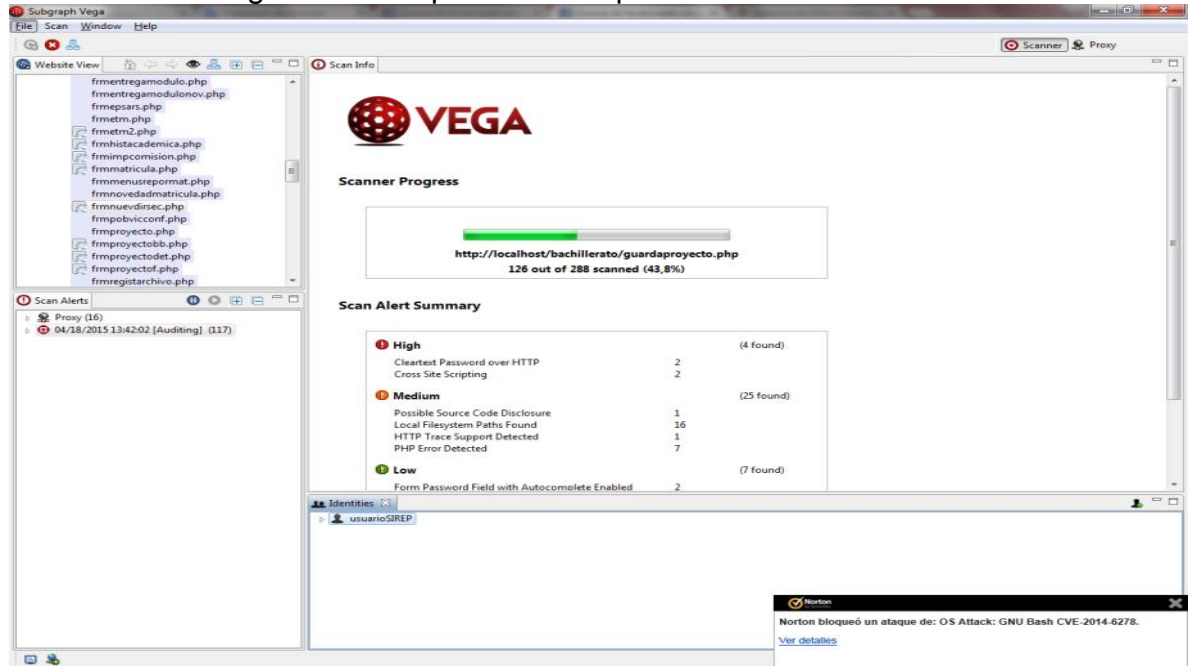 Subgraph Vega
File Scan Window Help
Scanner Proxy
Website View
frmentregamodulo.php
frmentregamodulonov.php
frmepsars.php
frmetm.php
frmetm2.php
frmhistacademica.php
frmimpcomision.php
frmmatricula.php
frmmenusrepormat.php
frmnovedadmatricula.php
frmnuevdirsec.php
frmpobvicconf.php
frmproyecto.php
frmproyectobb.php
frmproyectodet.php
frmproyectof.php
frmregistarchivo.php
Scan Alerts
Proxy (16)
04/18/2015 13:42:02 [Auditing] (117)
Scan Info
VEGA
Scanner Progress
http://localhost/bachillerato/guardaproyecto.php
126 out of 288 scanned (43,8%)
Scan Alert Summary
High (4 found)
Cleartext Password over HTTP 2
Cross Site Scripting 2
Medium (25 found)
Possible Source Code Disclosure 1
Local Filesystem Paths Found 16
HTTP Trace Support Detected 1
PHP Error Detected 7
Low (7 found)
Form Password Field with Autocomplete Enabled 2
Identities
usuarioSIREP
Norton
Norton bloqueó un ataque de: OS Attack: GNU Bash CVE-2014-6278.
Ver detalles